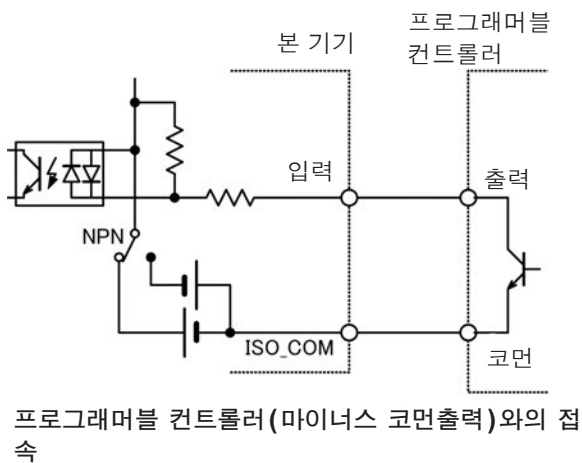 프로그래머블
본 기기
컨트롤러
입력
출력
NPN
ISO_COM
코먼
프로그래머블 컨트롤러(마이너스 코먼출력)와의 접
속